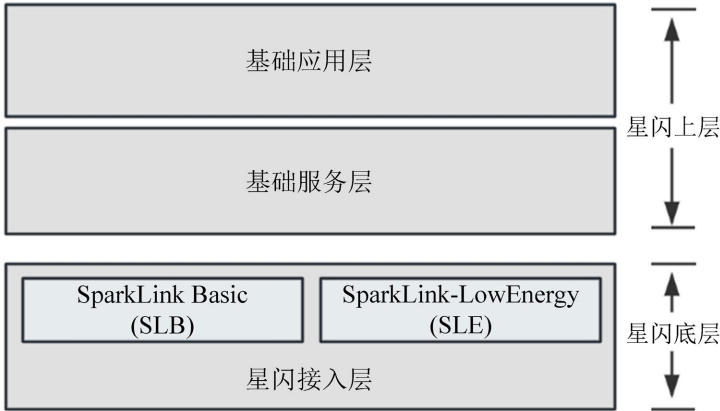 基础应用层
星闪上层
基础服务层
SparkLink Basic
(SLB)
SparkLink-LowEnergy
(SLE)
星闪底层
星闪接入层